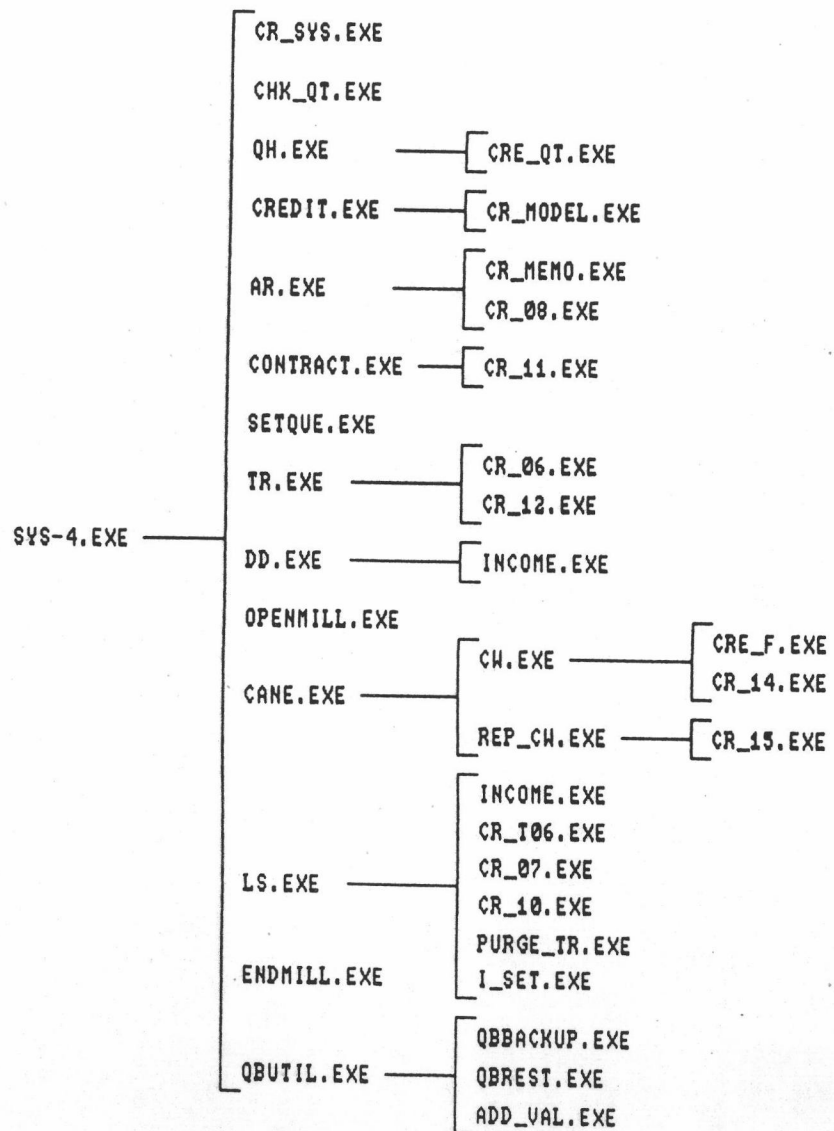 CR_SYS.EXE
CHK_QT.EXE
QH.EXE CRE_QT.EXE
CREDIT.EXE CR_MODEL.EXE
AR.EXE CR_MEMO.EXE
CR_08.EXE
CONTRACT.EXE CR_11.EXE
SETQUE.EXE
TR.EXE CR_06.EXE
CR_12.EXE
SYS-4.EXE
DD.EXE INCOME.EXE
OPENMILL.EXE
CANE.EXE CW.EXE CRE_F.EXE
CR_14.EXE
REP_CW.EXE CR_15.EXE
LS.EXE INCOME.EXE
CR_T06.EXE
CR_07.EXE
CR_10.EXE
PURGE_TR.EXE
ENDMILL.EXE I_SET.EXE
QBUTIL.EXE QBBACKUP.EXE
QBREST.EXE
ADD_VAL.EXE